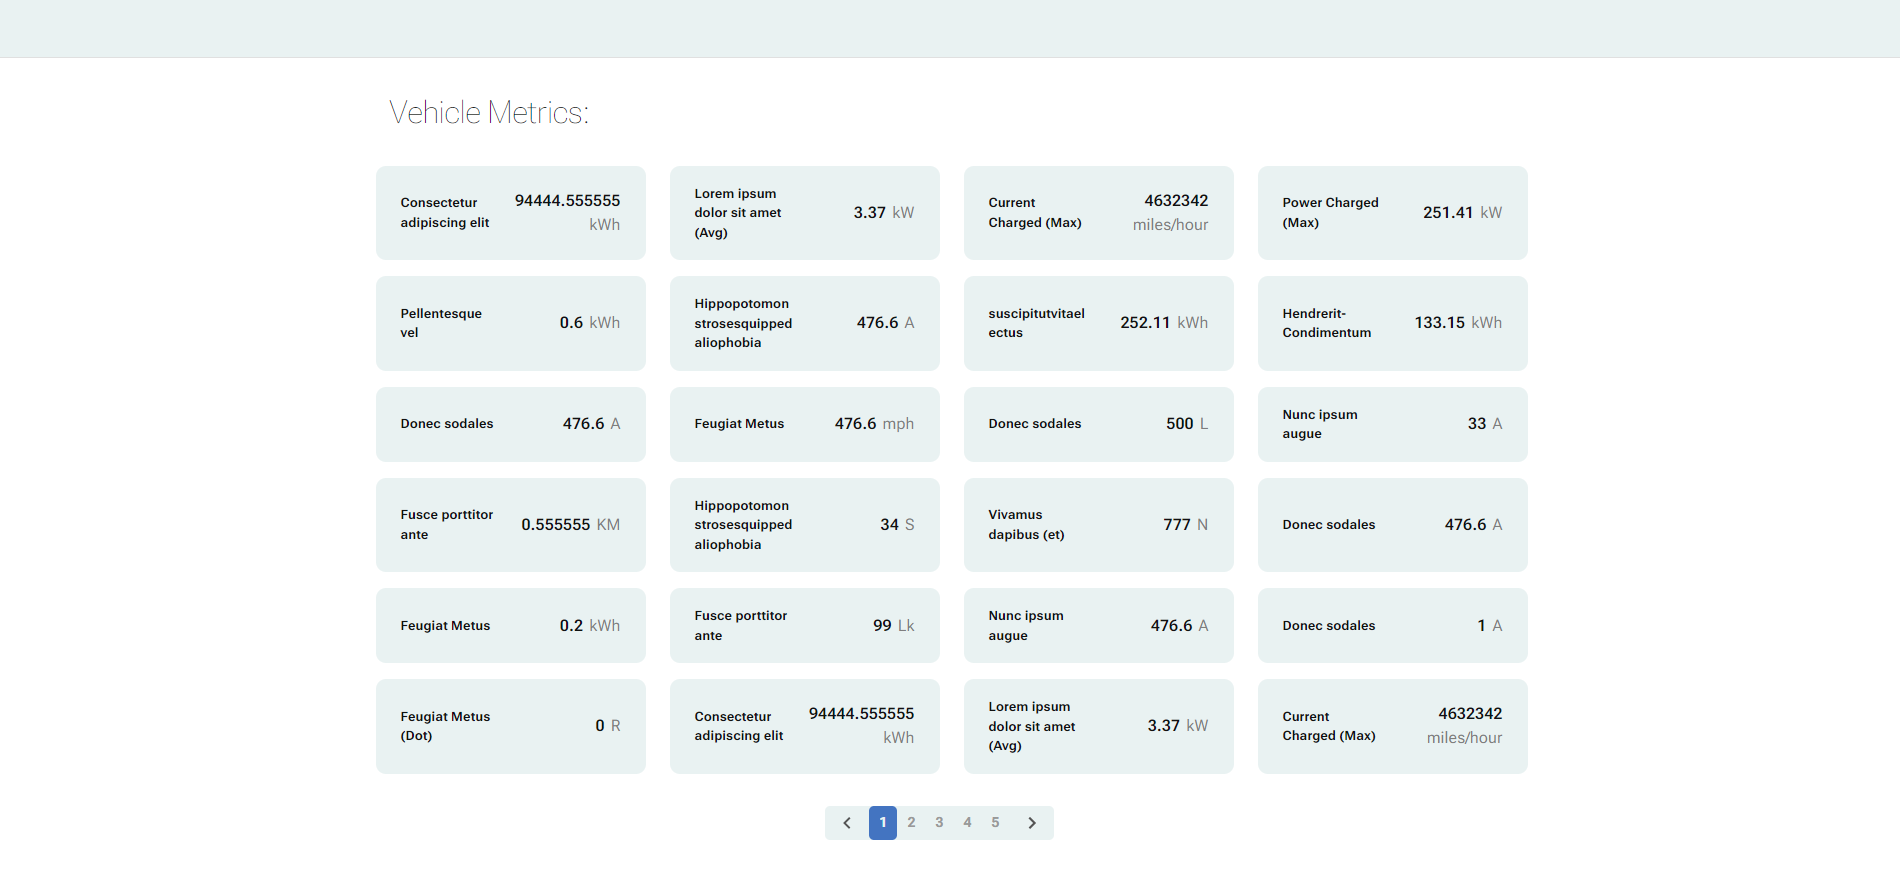 Vehicle Metrics:
Consectetur
adipiscing elit
94444.555555
kWh
Lorem ipsum
dolor sit amet
(Avg)
3.37 kW
Current
Charged (Max)
4632342
miles/hour
Power Charged
(Max)
251.41 kW
Pellentesque
vel
0.6 kWh
Hippopotomon
strosesquipped
aliophobia
476.6 A
suscipitutvitael
ectus
252.11 kWh
Hendrerit-
Condimentum
133.15 kWh
Donec sodales
476.6 A
Feugiat Metus
476.6 mph
Donec sodales
500 L
Nunc ipsum
augue
33 A
Fusce porttitor
ante
0.555555 KM
Hippopotomon
strosesquipped
aliophobia
34 S
Vivamus
dapibus (et)
777 N
Donec sodales
476.6 A
Feugiat Metus
0.2 kWh
Fusce porttitor
ante
99 Lk
Nunc ipsum
augue
476.6 A
Donec sodales
1 A
Feugiat Metus
(Dot)
0 R
Consectetur
adipiscing elit
94444.555555
kWh
Lorem ipsum
dolor sit amet
(Avg)
3.37 kW
Current
Charged (Max)
4632342
miles/hour
1 2 3 4 5